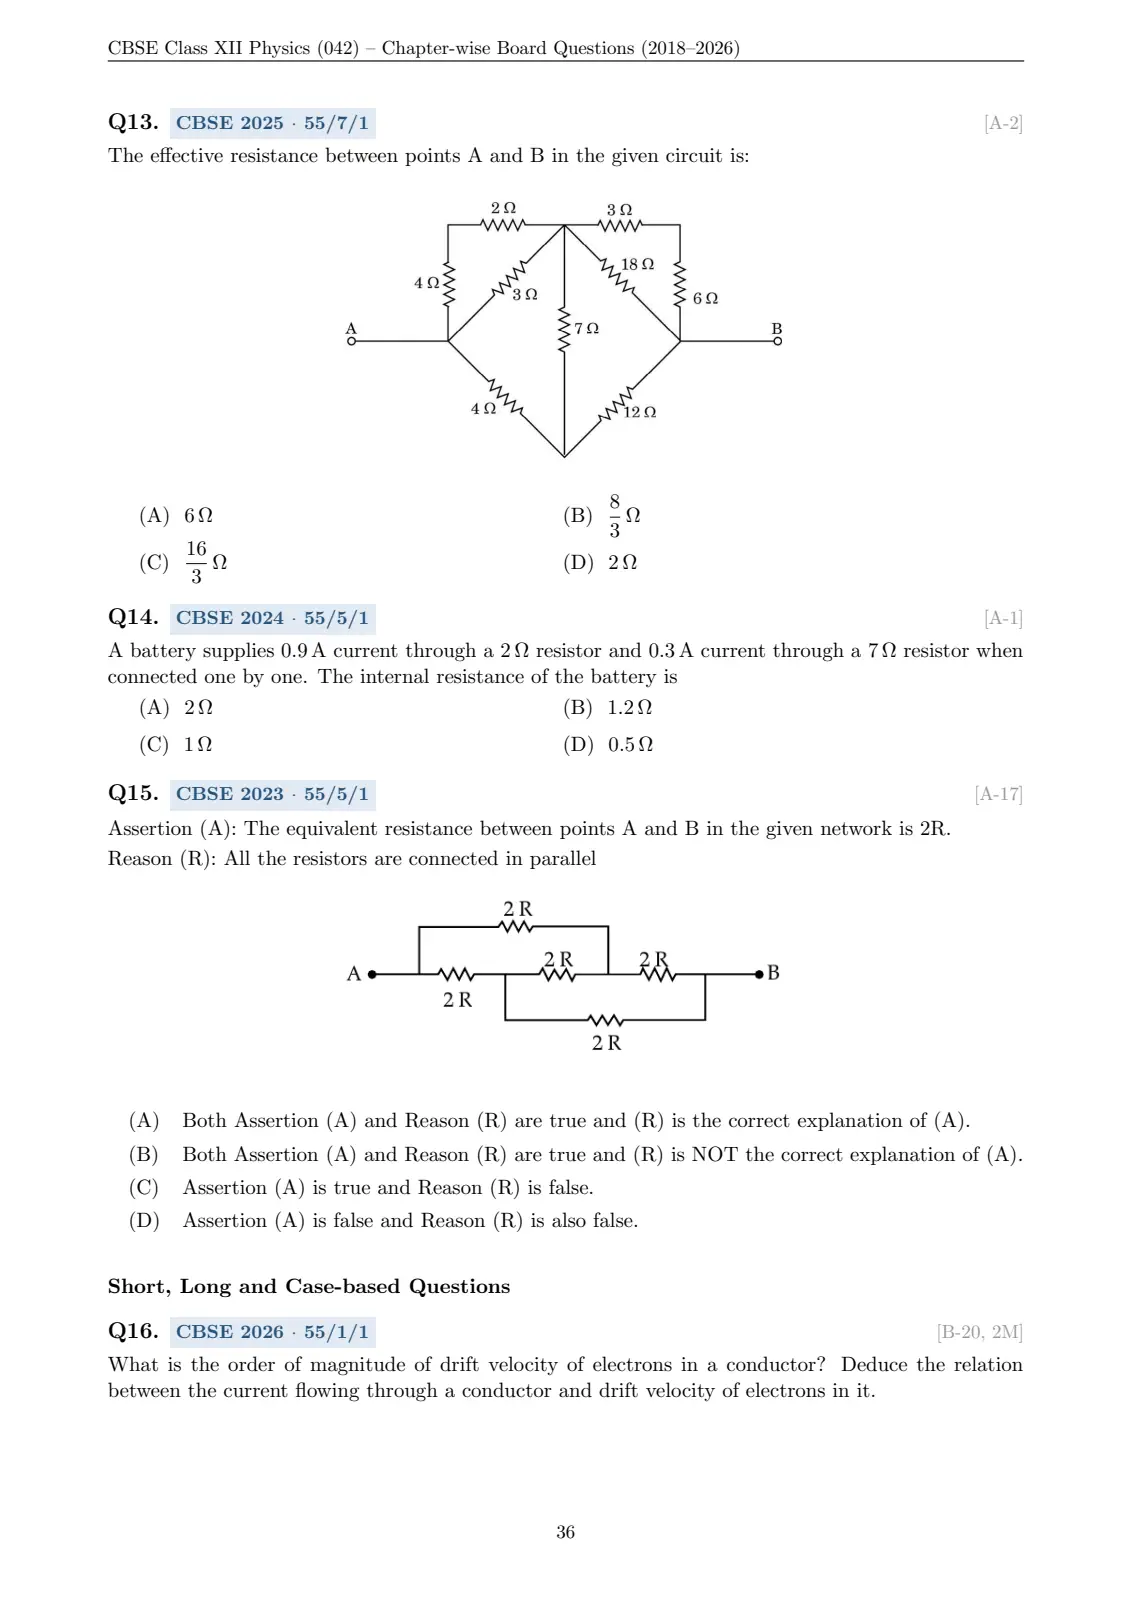 CBSE Class XII Physics (042) – Chapter-wise Board Questions (2018–2026)
Q13. CBSE 2025 · 55/7/1 [A-2]
The effective resistance between points A and B in the given circuit is:
2 Ω 3 Ω
4 Ω 3 Ω 18 Ω 6 Ω
A 7 Ω B
4 Ω 12 Ω
(A) 6 Ω (B) 8/3 Ω
(C) 16/3 Ω (D) 2 Ω
Q14. CBSE 2024 · 55/5/1 [A-1]
A battery supplies 0.9 A current through a 2 Ω resistor and 0.3 A current through a 7 Ω resistor when
connected one by one. The internal resistance of the battery is
(A) 2 Ω (B) 1.2 Ω
(C) 1 Ω (D) 0.5 Ω
Q15. CBSE 2023 · 55/5/1 [A-17]
Assertion (A): The equivalent resistance between points A and B in the given network is 2R.
Reason (R): All the resistors are connected in parallel
2 R
A 2 R 2 R B
2 R
2 R
(A) Both Assertion (A) and Reason (R) are true and (R) is the correct explanation of (A).
(B) Both Assertion (A) and Reason (R) are true and (R) is NOT the correct explanation of (A).
(C) Assertion (A) is true and Reason (R) is false.
(D) Assertion (A) is false and Reason (R) is also false.
Short, Long and Case-based Questions
Q16. CBSE 2026 · 55/1/1 [B-20, 2M]
What is the order of magnitude of drift velocity of electrons in a conductor? Deduce the relation
between the current flowing through a conductor and drift velocity of electrons in it.
36